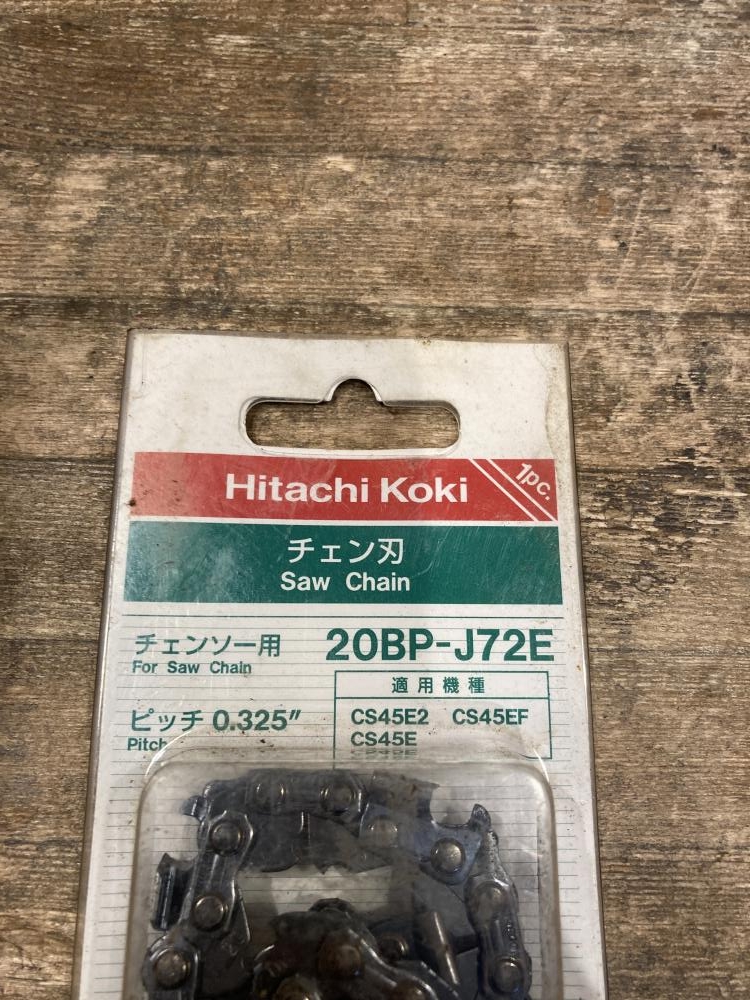 Hitachi Koki
1pc.
チェン刃
Saw Chain
チェンソー用
For Saw Chain
20BP-J72E
適用機種
ピッチ 0.325"
Pitch
CS45E2 CS45EF
CS45E